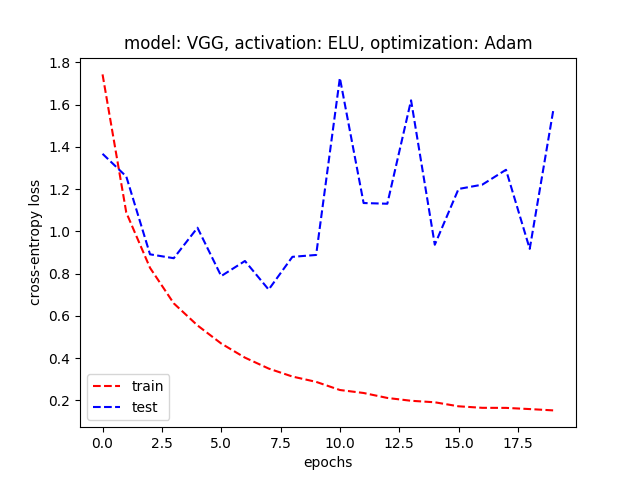 model: VGG, activation: ELU, optimization: Adam
cross-entropy loss
1.8
1.6
1.4
1.2
1.0
0.8
0.6
0.4
0.2
train
test
0.0 2.5 5.0 7.5 10.0 12.5 15.0 17.5
epochs